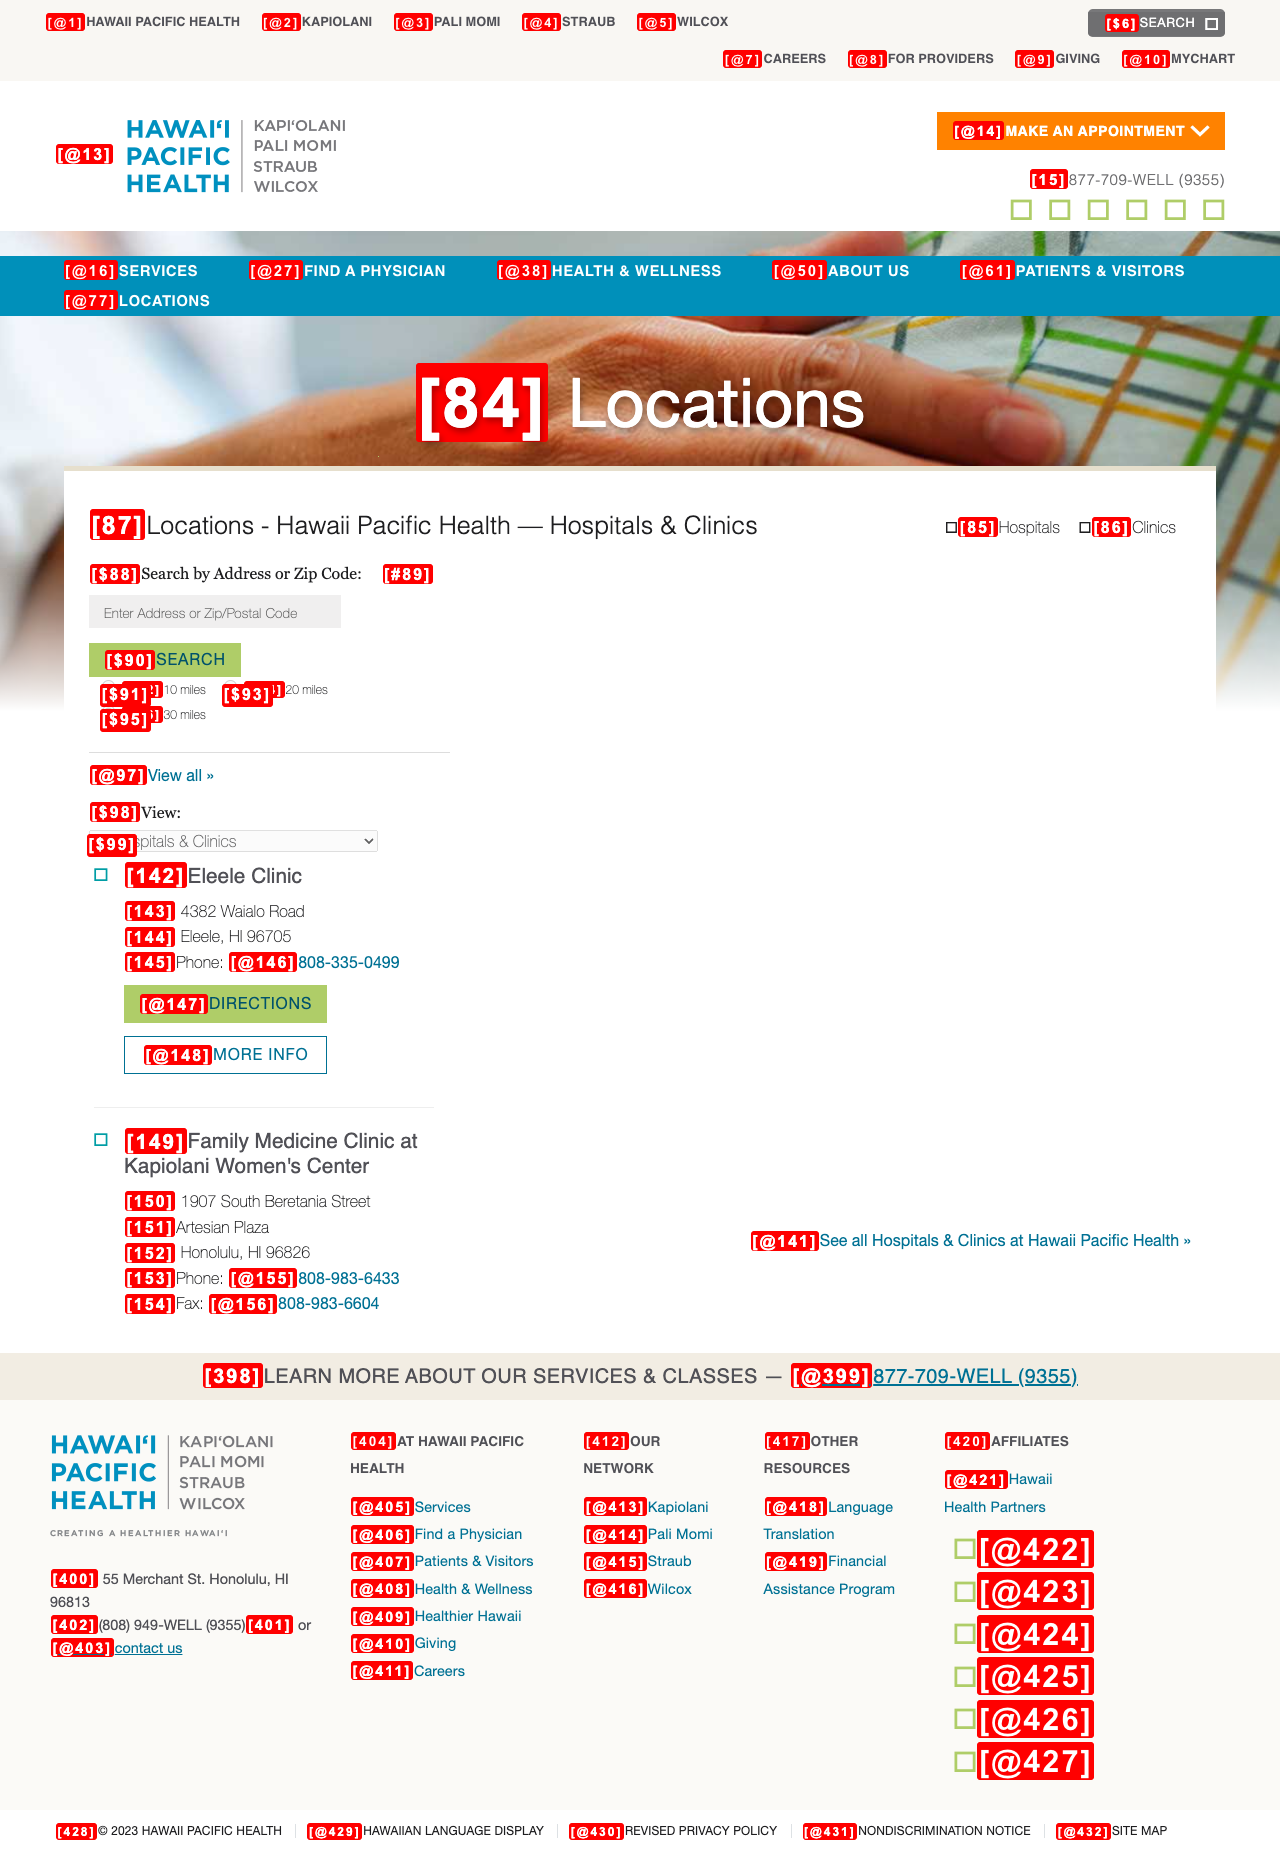 [@1] HAWAII PACIFIC HEALTH [@2] KAPIOLANI [@3] PALI MOMI [@4] STRAUB [@5] WILCOX [$6] SEARCH
[@7] CAREERS [@8] FOR PROVIDERS [@9] GIVING [@10] MYCHART
[@13]
HAWAI‘I PACIFIC HEALTH
KAPI‘OLANI
PALI MOMI
STRAUB
WILCOX
[@14] MAKE AN APPOINTMENT
[15] 877-709-WELL (9355)
[@16] SERVICES [@27] FIND A PHYSICIAN [@38] HEALTH & WELLNESS [@50] ABOUT US [@61] PATIENTS & VISITORS
[@77] LOCATIONS
[84] Locations
[87] Locations - Hawaii Pacific Health — Hospitals & Clinics [85] Hospitals [86] Clinics
[$88] Search by Address or Zip Code: [#89]
Enter Address or Zip/Postal Code
[$90] SEARCH
[$91] 10 miles [$93] 20 miles
[$95] 30 miles
[@97] View all »
[$98] View:
[$99] spitals & Clinics
[142] Eleele Clinic
[143] 4382 Waialo Road
[144] Eleele, HI 96705
[145] Phone: [@146] 808-335-0499
[@147] DIRECTIONS
[@148] MORE INFO
[149] Family Medicine Clinic at
Kapiolani Women's Center
[150] 1907 South Beretania Street
[151] Artesian Plaza
[152] Honolulu, HI 96826
[153] Phone: [@155] 808-983-6433
[154] Fax: [@156] 808-983-6604
[@141] See all Hospitals & Clinics at Hawaii Pacific Health »
[398] LEARN MORE ABOUT OUR SERVICES & CLASSES — [@399] 877-709-WELL (9355)
HAWAI‘I PACIFIC HEALTH
KAPI‘OLANI
PALI MOMI
STRAUB
WILCOX
CREATING A HEALTHIER HAWAI‘I
[400] 55 Merchant St. Honolulu, HI
96813
[402] (808) 949-WELL (9355) [401] or
[@403] contact us
[404] AT HAWAII PACIFIC
HEALTH
[@405] Services
[@406] Find a Physician
[@407] Patients & Visitors
[@408] Health & Wellness
[@409] Healthier Hawaii
[@410] Giving
[@411] Careers
[412] OUR
NETWORK
[@413] Kapiolani
[@414] Pali Momi
[@415] Straub
[@416] Wilcox
[417] OTHER
RESOURCES
[@418] Language
Translation
[@419] Financial
Assistance Program
[420] AFFILIATES
[@421] Hawaii
Health Partners
[@422]
[@423]
[@424]
[@425]
[@426]
[@427]
[428] © 2023 HAWAII PACIFIC HEALTH [@429] HAWAIIAN LANGUAGE DISPLAY [@430] REVISED PRIVACY POLICY [@431] NONDISCRIMINATION NOTICE [@432] SITE MAP